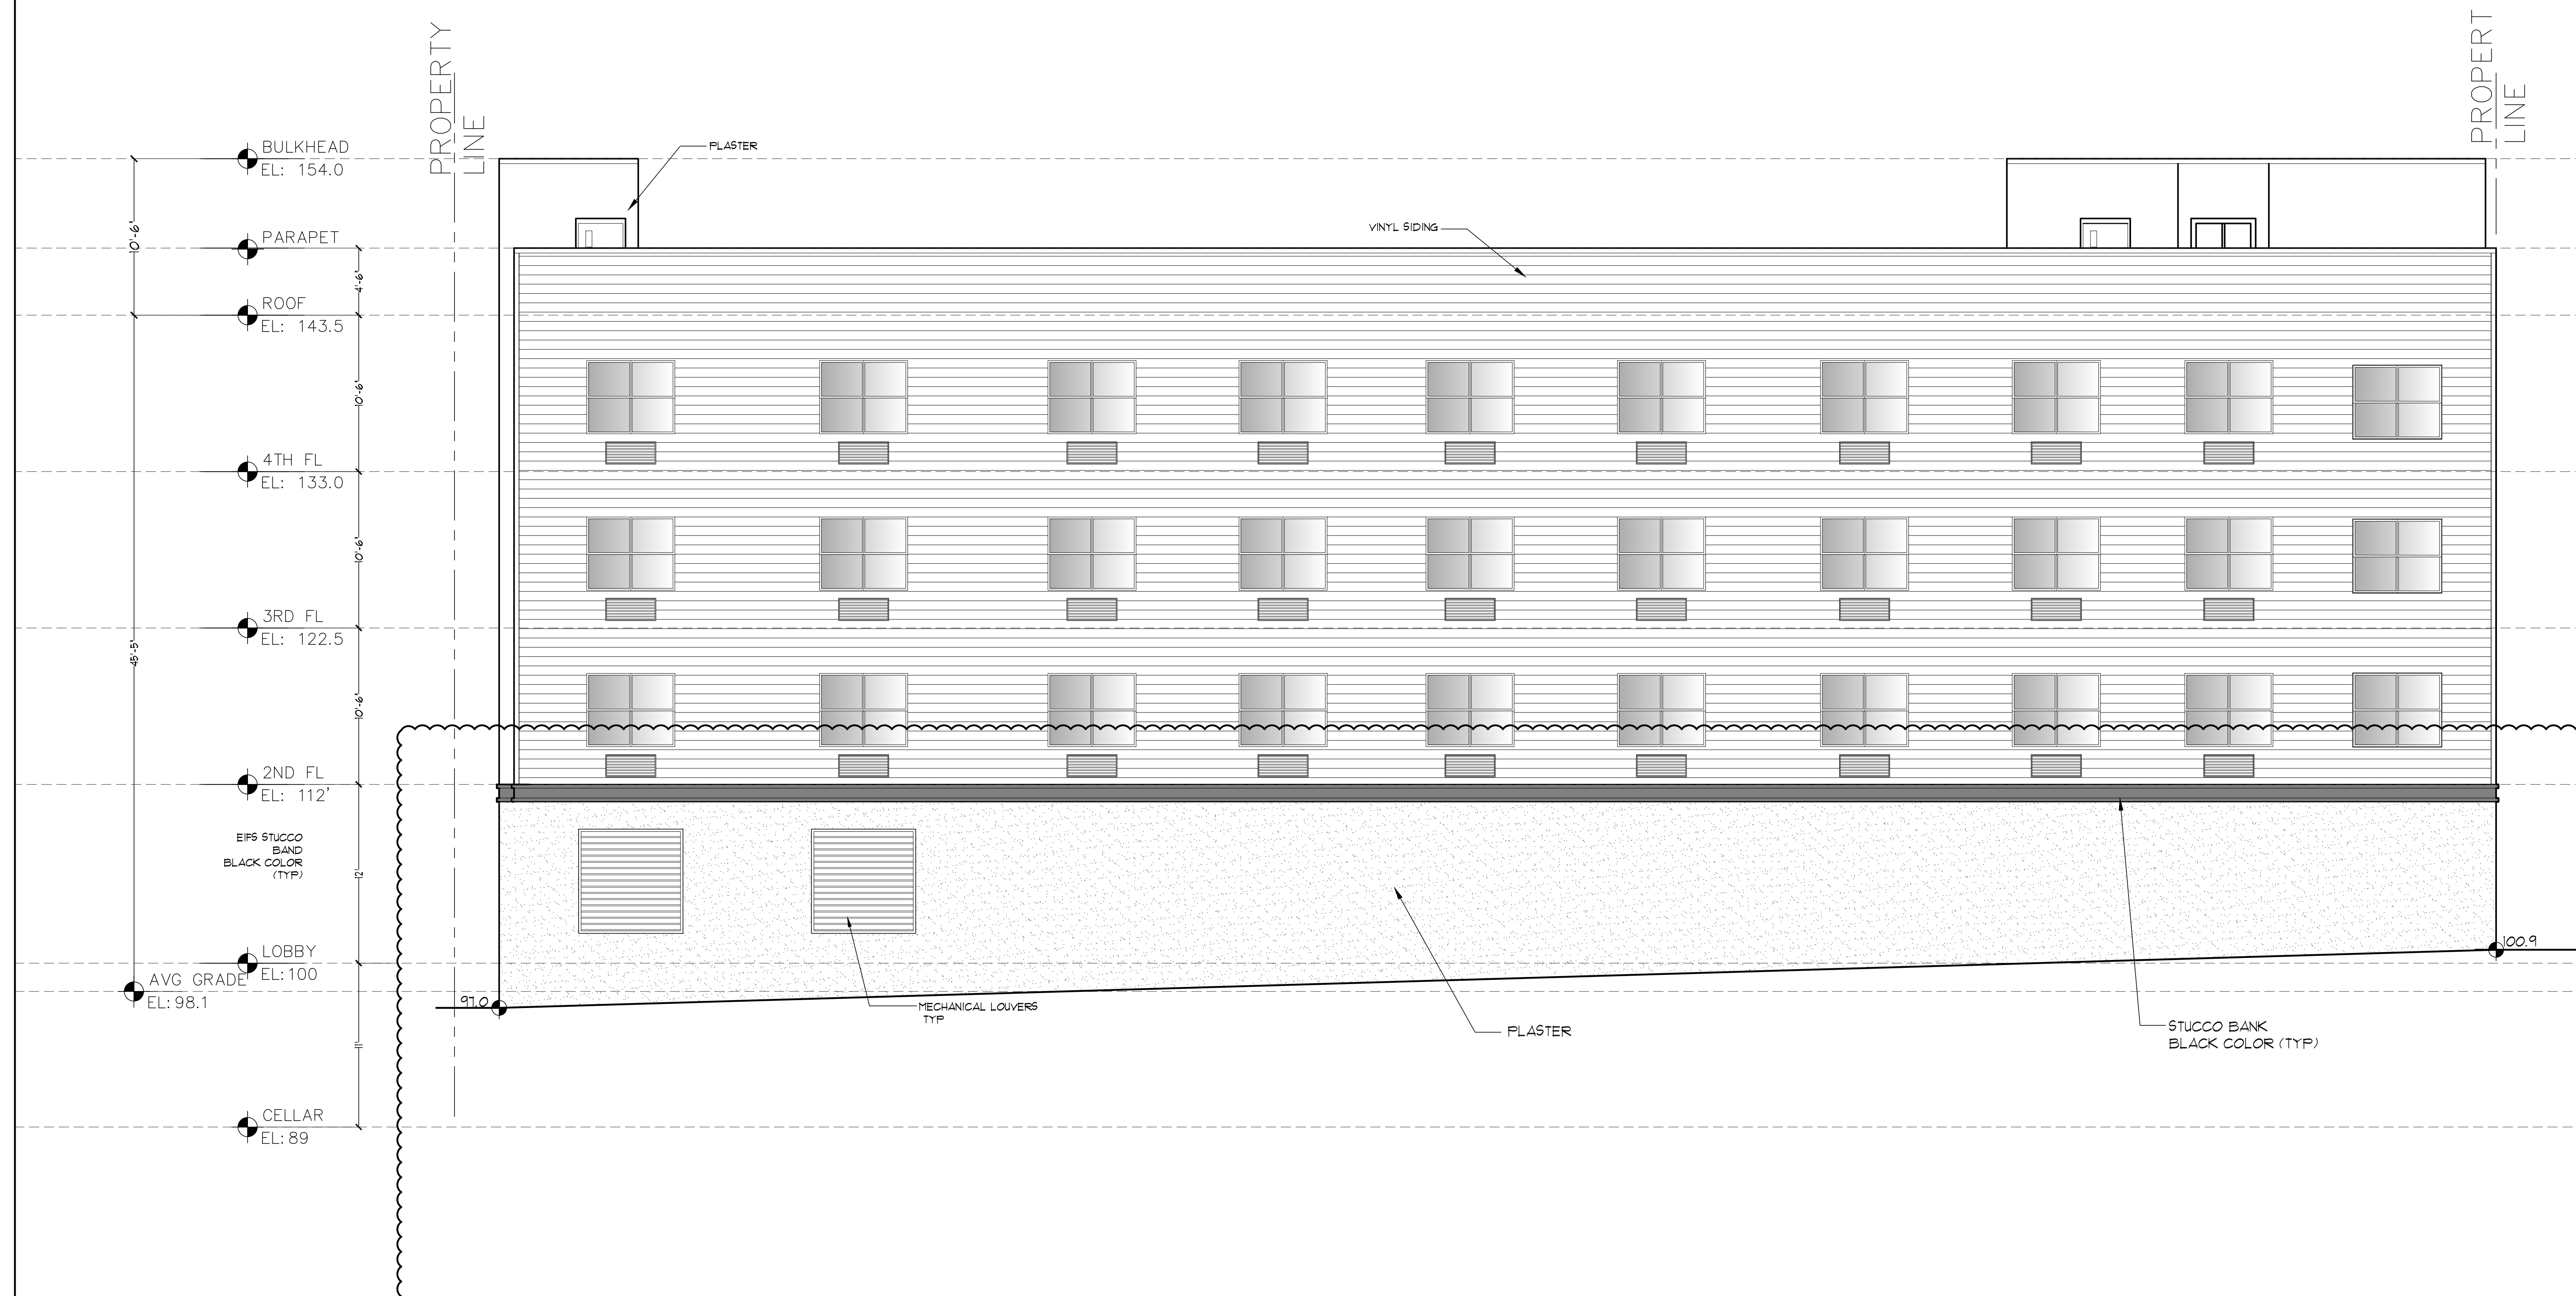 PROPERTY
LINE
PROPERT
LINE
BULKHEAD
EL: 154.0
PLASTER
10'-6"
PARAPET
VINYL SIDING
4'-6"
ROOF
EL: 143.5
10'-6"
4TH FL
EL: 133.0
10'-6"
3RD FL
EL: 122.5
45'-5"
10'-6"
2ND FL
EL: 112'
EIFS STUCCO
BAND
BLACK COLOR
(TYP)
12'
LOBBY
EL:100
AVG GRADE
EL:98.1
100.9
97.0
MECHANICAL LOUVERS
TYP
PLASTER
STUCCO BANK
BLACK COLOR (TYP)
11'
CELLAR
EL:89